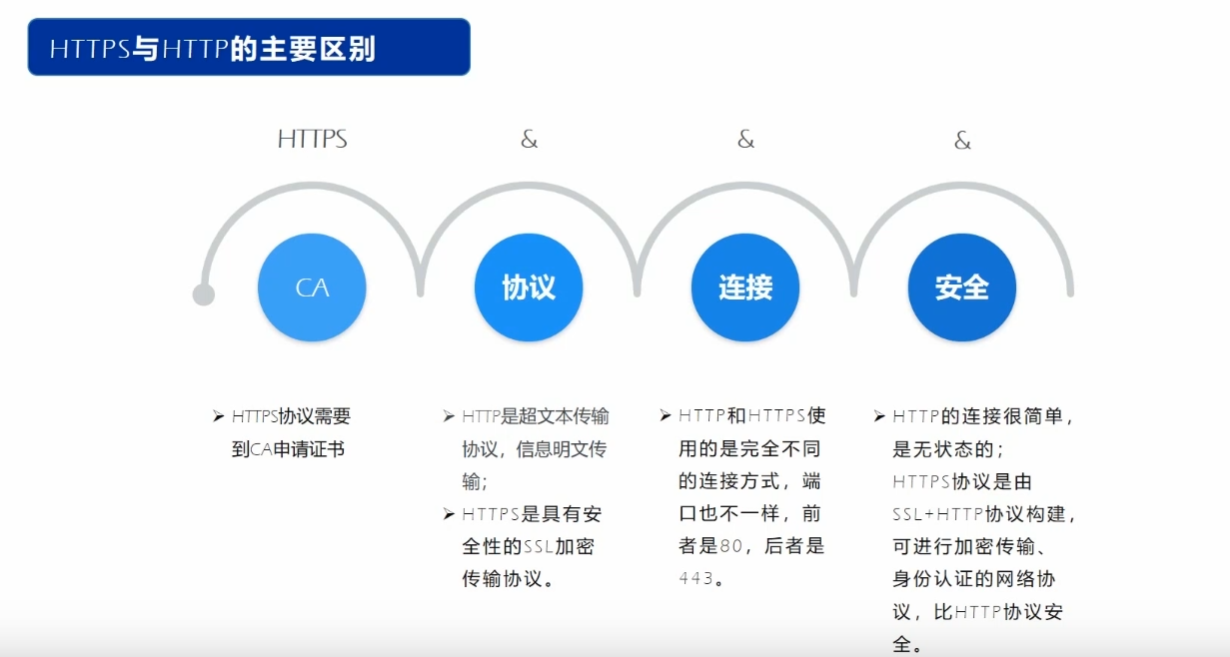 HTTPS与HTTP的主要区别
HTTPS
&
&
&
CA
协议
连接
安全
➢ HTTPS协议需要
到CA申请证书
➢ HTTP是超文本传输
协议，信息明文传
输；
➢ HTTPS是具有安
全性的SSL加密
传输协议。
➢ HTTP和HTTPS使
用的是完全不同
的连接方式，端
口也不一样，前
者是80，后者是
443。
➢ HTTP的连接很简单，
是无状态的；
HTTPS协议是由
SSL+HTTP协议构建，
可进行加密传输、
身份认证的网络协
议，比HTTP协议安
全。